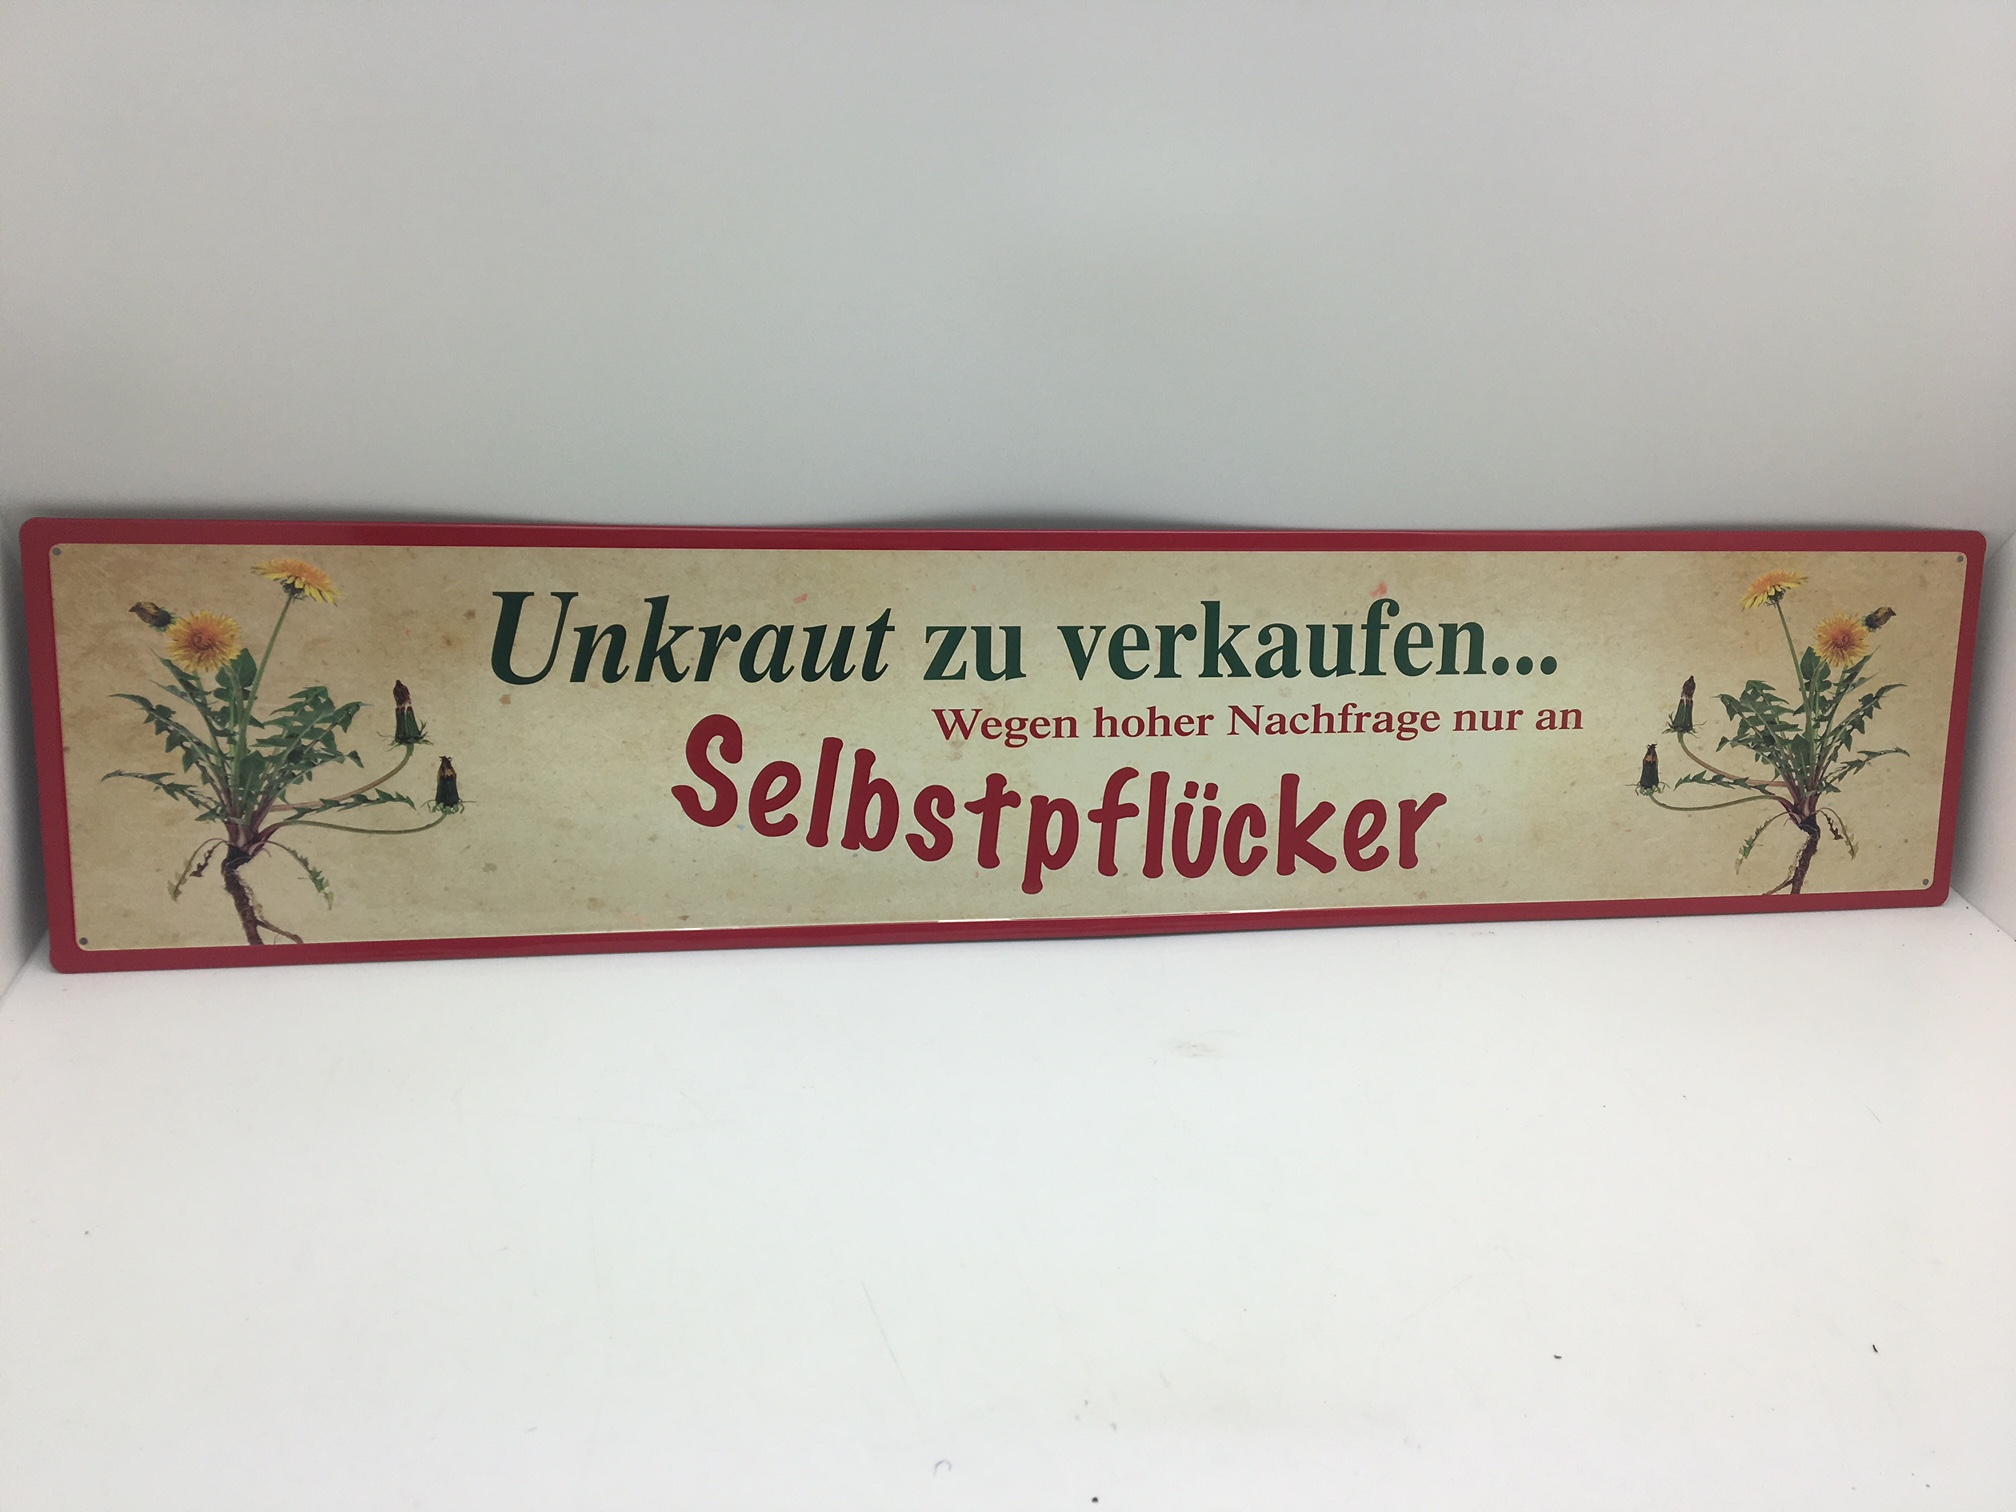 Unkraut zu verkaufen...
Wegen hoher Nachfrage nur an
Selbstpflücker